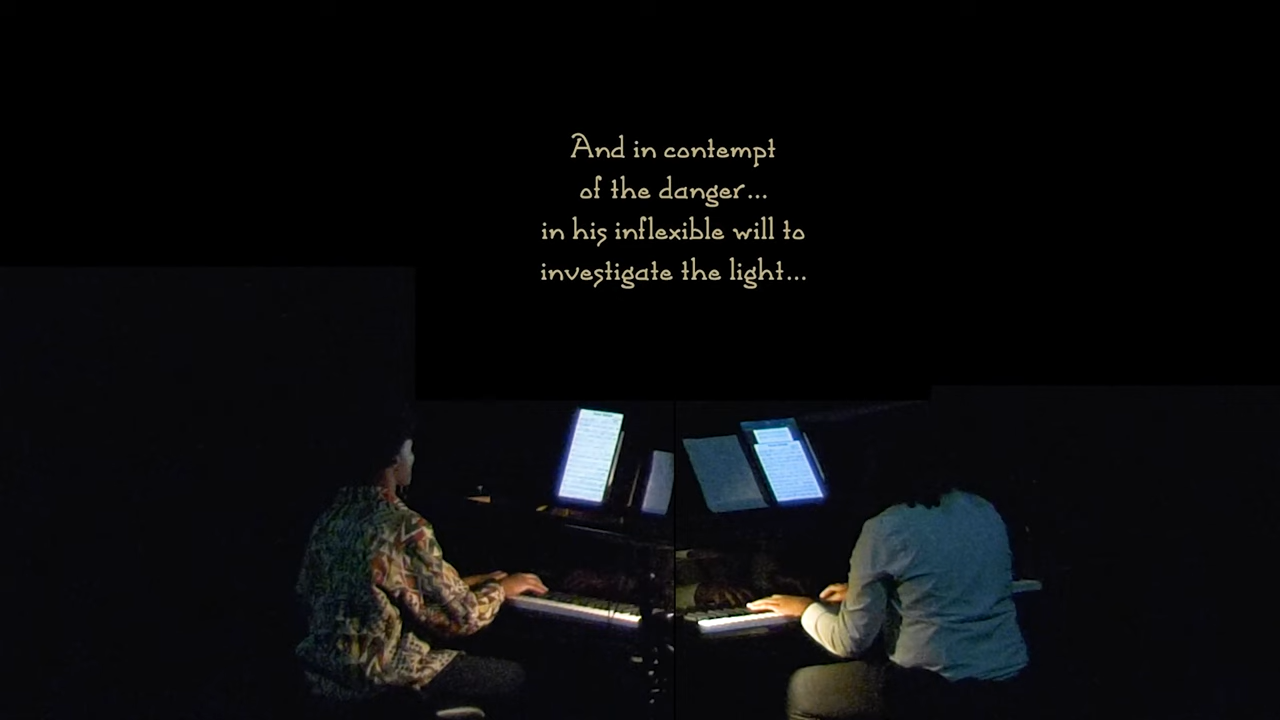 And in contempt
of the danger...
in his inflexible will to
investigate the light...